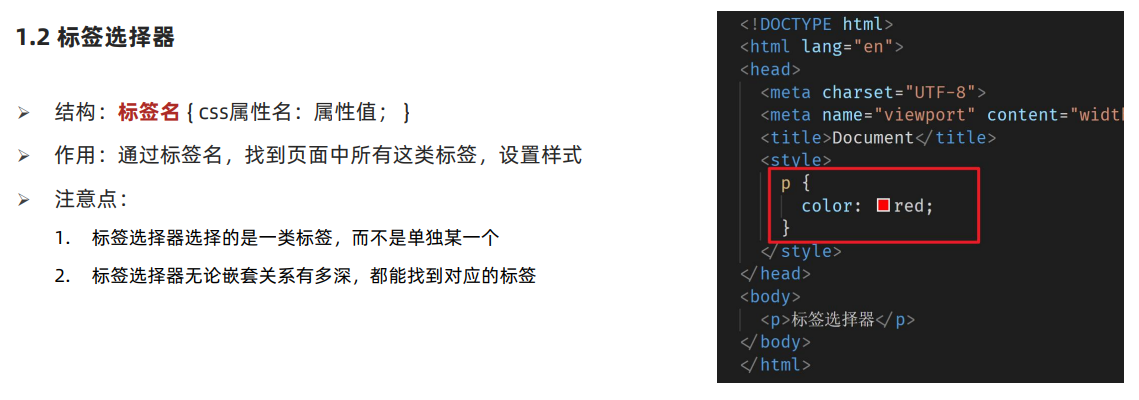 1.2 标签选择器
结构：标签名 { css属性名：属性值； }
作用：通过标签名，找到页面中所有这类标签，设置样式
注意点：
1. 标签选择器选择的是一类标签，而不是单独某一个
2. 标签选择器无论嵌套关系有多深，都能找到对应的标签
<!DOCTYPE html>
<html lang="en">
<head>
<meta charset="UTF-8">
<meta name="viewport" content="widt
<title>Document</title>
<style>
p {
color: red;
}
</style>
</head>
<body>
<p>标签选择器</p>
</body>
</html>